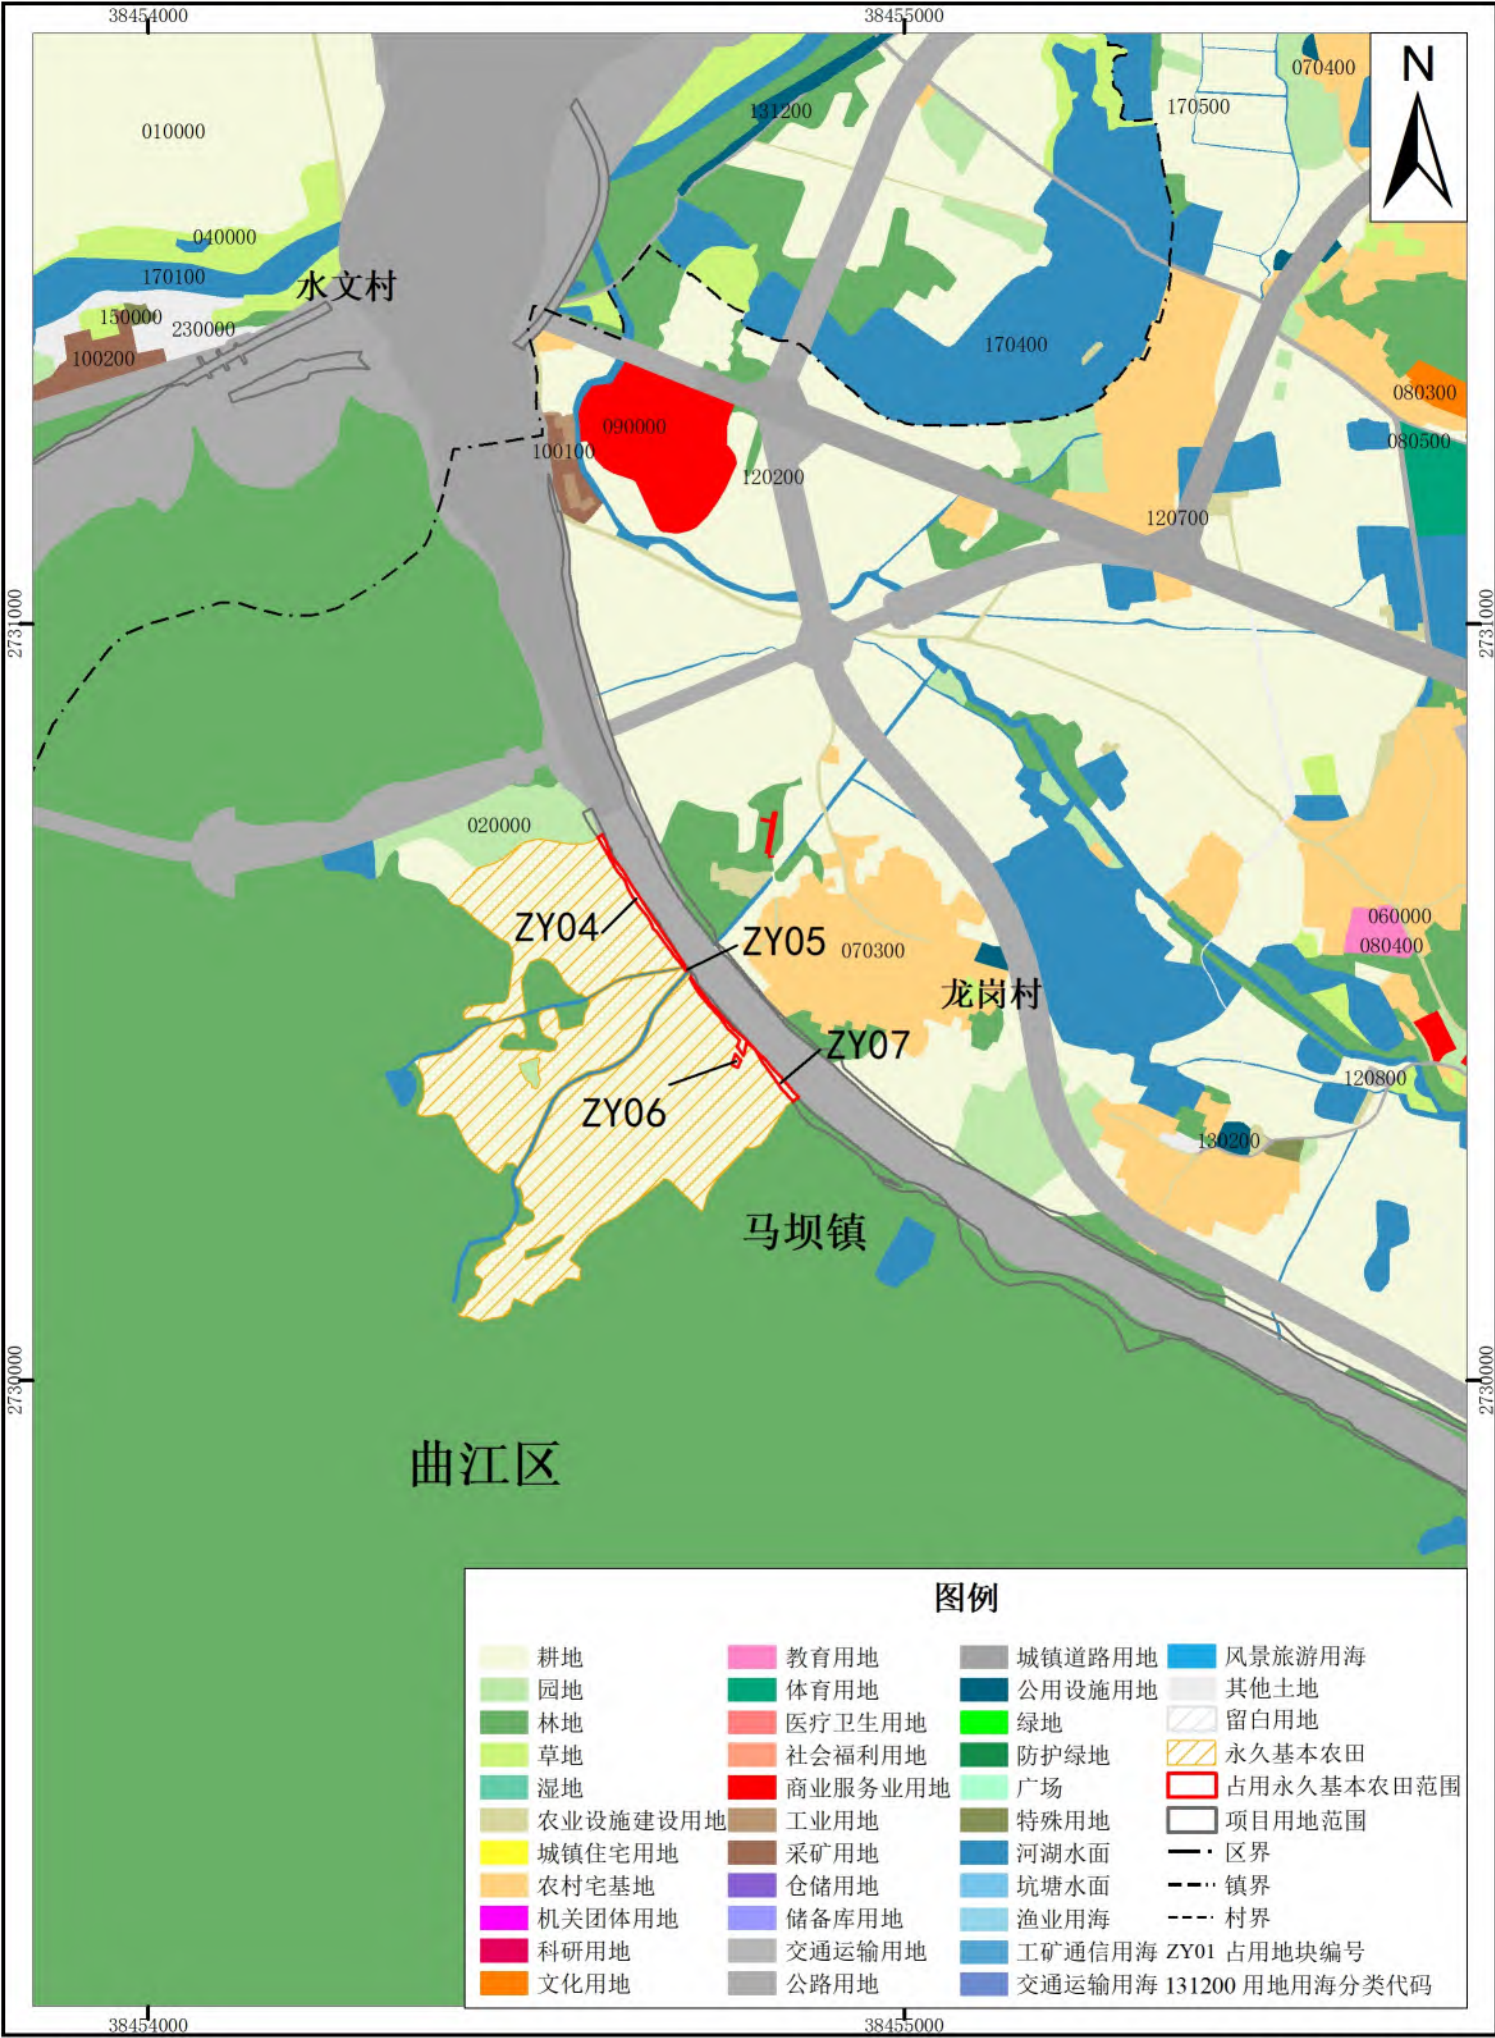 38454000
38455000
N
070400
170500
131200
010000
040000
170100
水文村
150000
230000
100200
170400
080300
090000
080500
100100
120200
120700
2731000
2731000
020000
060000
ZY04
ZY05
070300
080400
龙岗村
ZY07
120800
ZY06
130200
马坝镇
2730000
2730000
曲江区
图例
耕地
园地
林地
草地
湿地
农业设施建设用地
城镇住宅用地
农村宅基地
机关团体用地
科研用地
文化用地
教育用地
体育用地
医疗卫生用地
社会福利用地
商业服务业用地
工业用地
采矿用地
仓储用地
储备库用地
交通运输用地
公路用地
城镇道路用地
公用设施用地
绿地
防护绿地
广场
特殊用地
河湖水面
坑塘水面
渔业用海
工矿通信用海
交通运输用海
风景旅游用海
其他土地
留白用地
永久基本农田
占用永久基本农田范围
项目用地范围
区界
镇界
村界
ZY01 占用地块编号
131200 用地用海分类代码
38454000
38455000